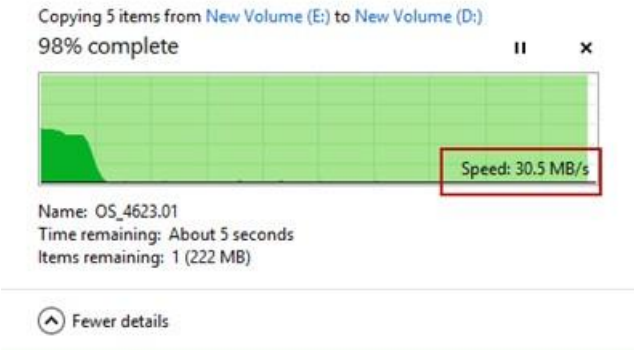 Copying 5 items from New Volume (E:) to New Volume (D:)
98% complete
Speed: 30.5 MB/s
Name: OS_4623.01
Time remaining: About 5 seconds
Items remaining: 1 (222 MB)
Fewer details